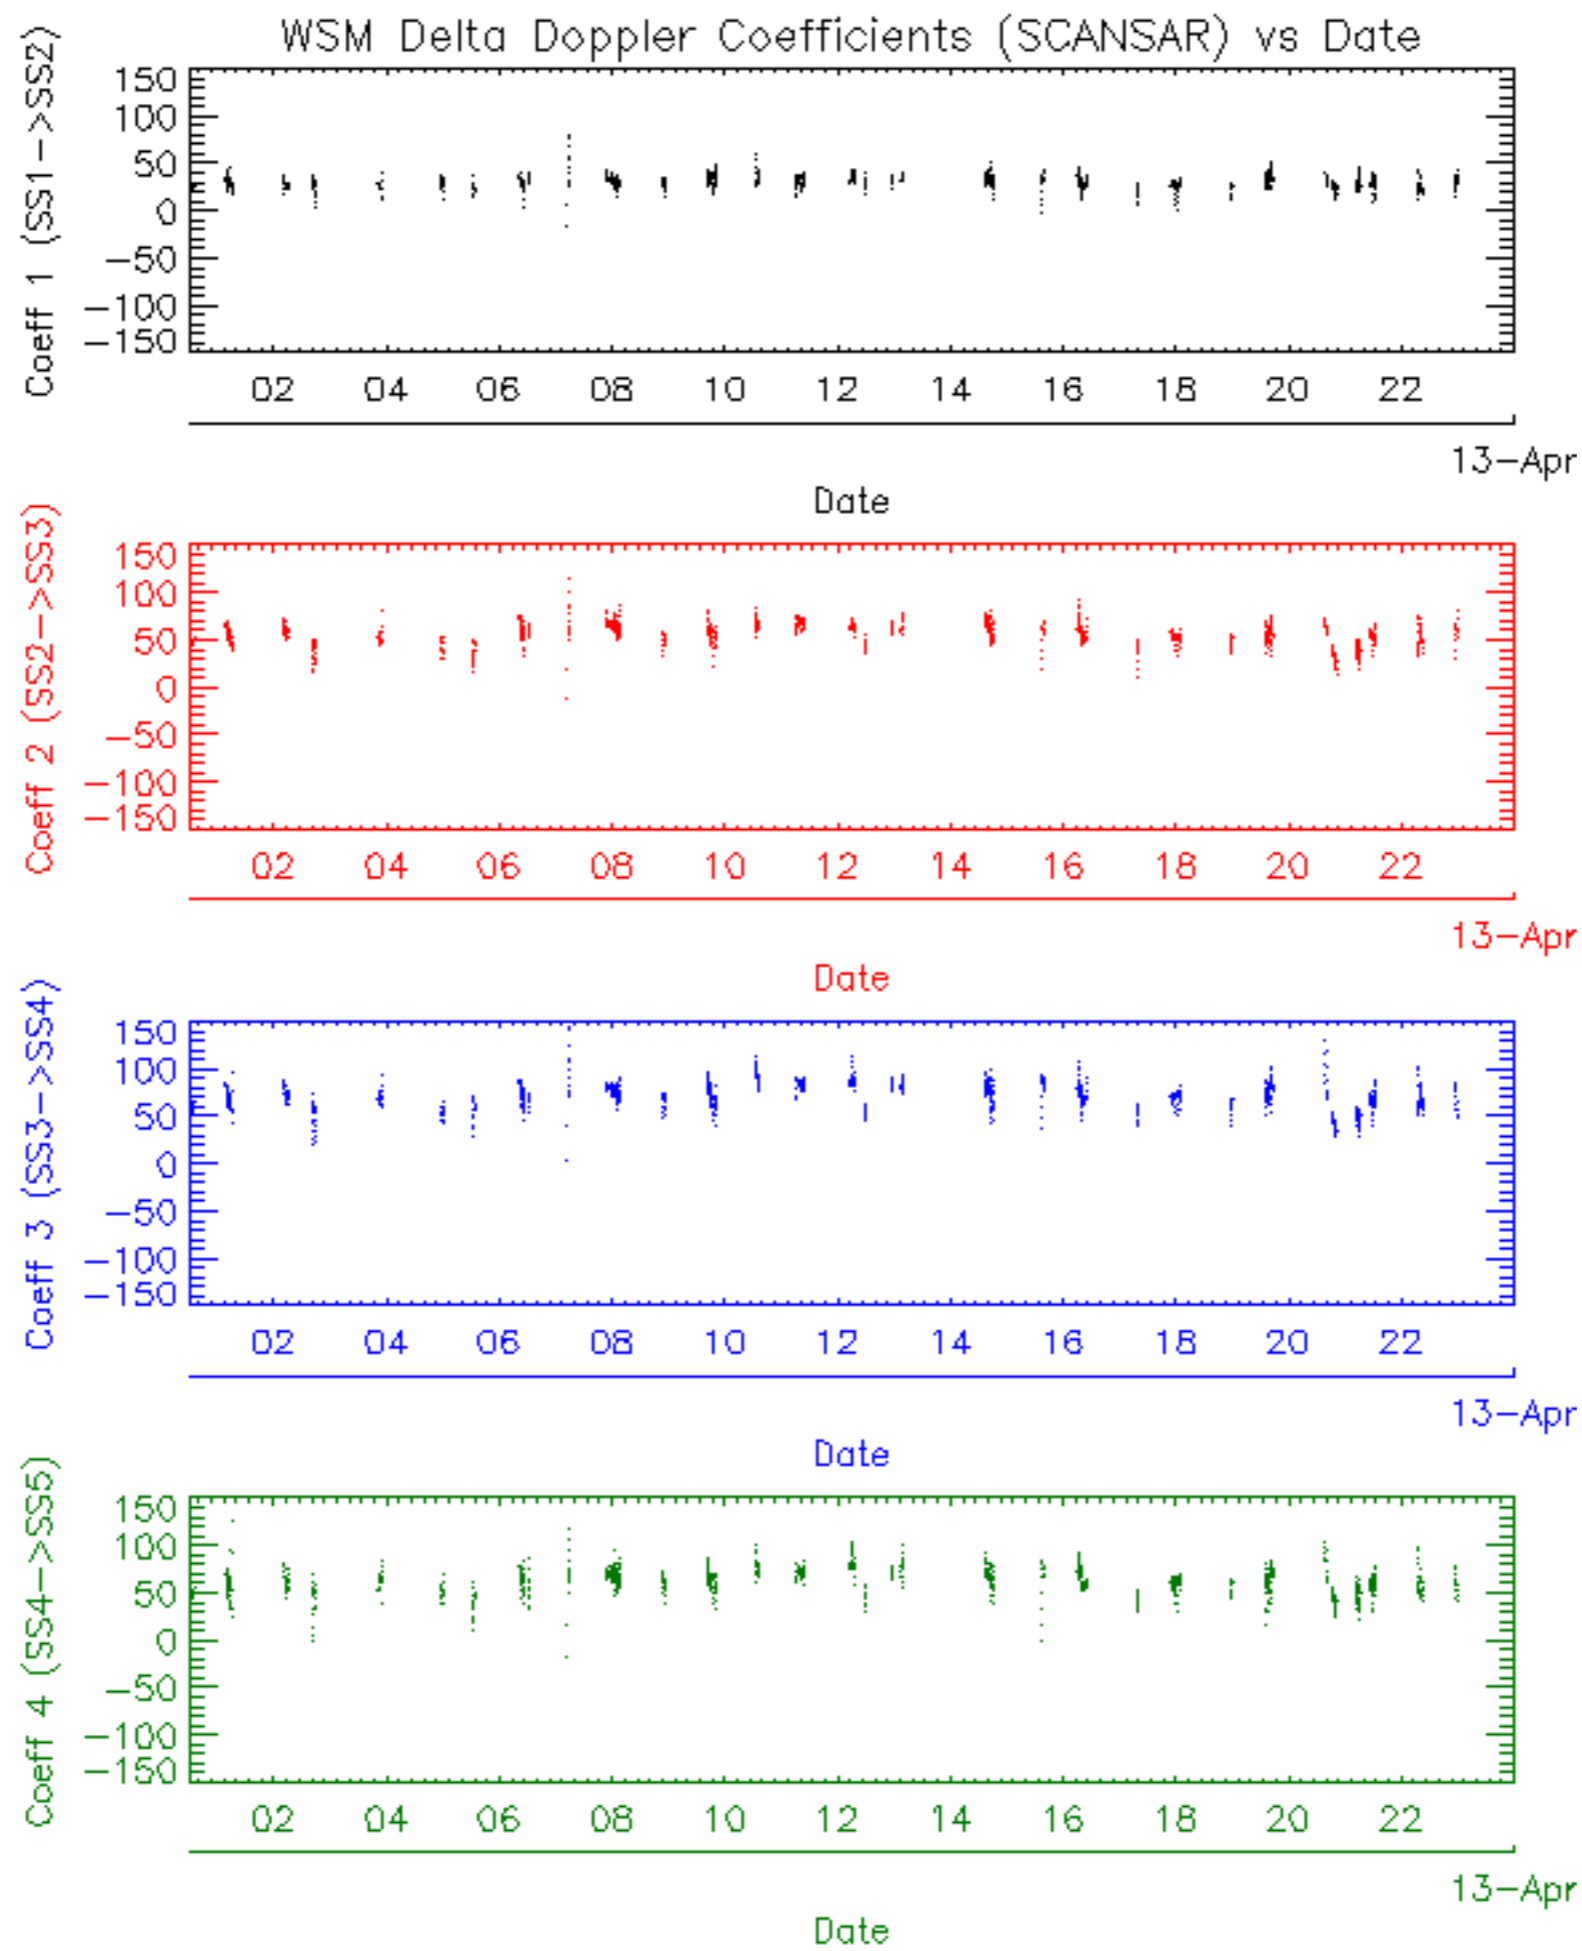 WSM Delta Doppler Coefficients (SCANSAR) vs Date
Coeff 1 (SS1->SS2)
150
100
50
0
-50
-100
-150
02 04 06 08 10 12 14 16 18 20 22
13-Apr
Date
Coeff 2 (SS2->SS3)
150
100
50
0
-50
-100
-150
02 04 06 08 10 12 14 16 18 20 22
13-Apr
Date
Coeff 3 (SS3->SS4)
150
100
50
0
-50
-100
-150
02 04 06 08 10 12 14 16 18 20 22
13-Apr
Date
Coeff 4 (SS4->SS5)
150
100
50
0
-50
-100
-150
02 04 06 08 10 12 14 16 18 20 22
13-Apr
Date